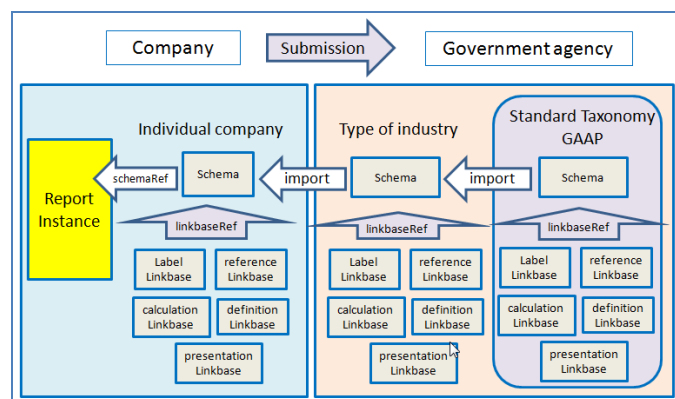 Company
Submission
Government agency
Individual company
Type of industry
Standard Taxonomy
GAAP
Report
Instance
schemaRef
Schema
import
Schema
import
Schema
linkbaseRef
linkbaseRef
linkbaseRef
Label
Linkbase
reference
Linkbase
calculation
Linkbase
definition
Linkbase
presentation
Linkbase
Label
Linkbase
reference
Linkbase
calculation
Linkbase
definition
Linkbase
presentation
Linkbase
Label
Linkbase
reference
Linkbase
calculation
Linkbase
definition
Linkbase
presentation
Linkbase